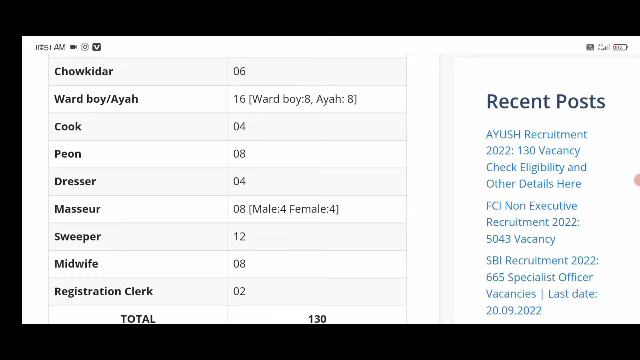 11:51 AM
Chowkidar 06
Ward boy/Ayah 16 [Ward boy:8, Ayah: 8]
Cook 04
Peon 08
Dresser 04
Masseur 08 [Male:4 Female:4]
Sweeper 12
Midwife 08
Registration Clerk 02
TOTAL 130
Recent Posts
AYUSH Recruitment
2022: 130 Vacancy
Check Eligibility and
Other Details Here
FCI Non Executive
Recruitment 2022:
5043 Vacancy
SBI Recruitment 2022:
665 Specialist Officer
Vacancies | Last date:
20.09.2022